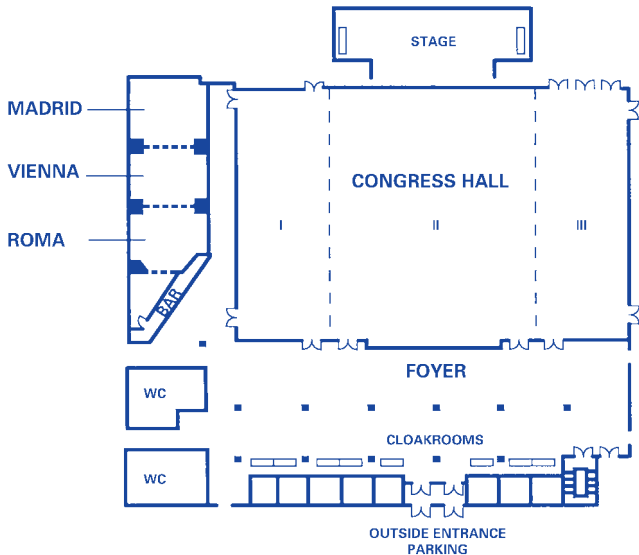 STAGE
MADRID
VIENNA
ROMA
CONGRESS HALL
I
II
III
BAR
FOYER
WC
CLOAKROOMS
WC
OUTSIDE ENTRANCE
PARKING